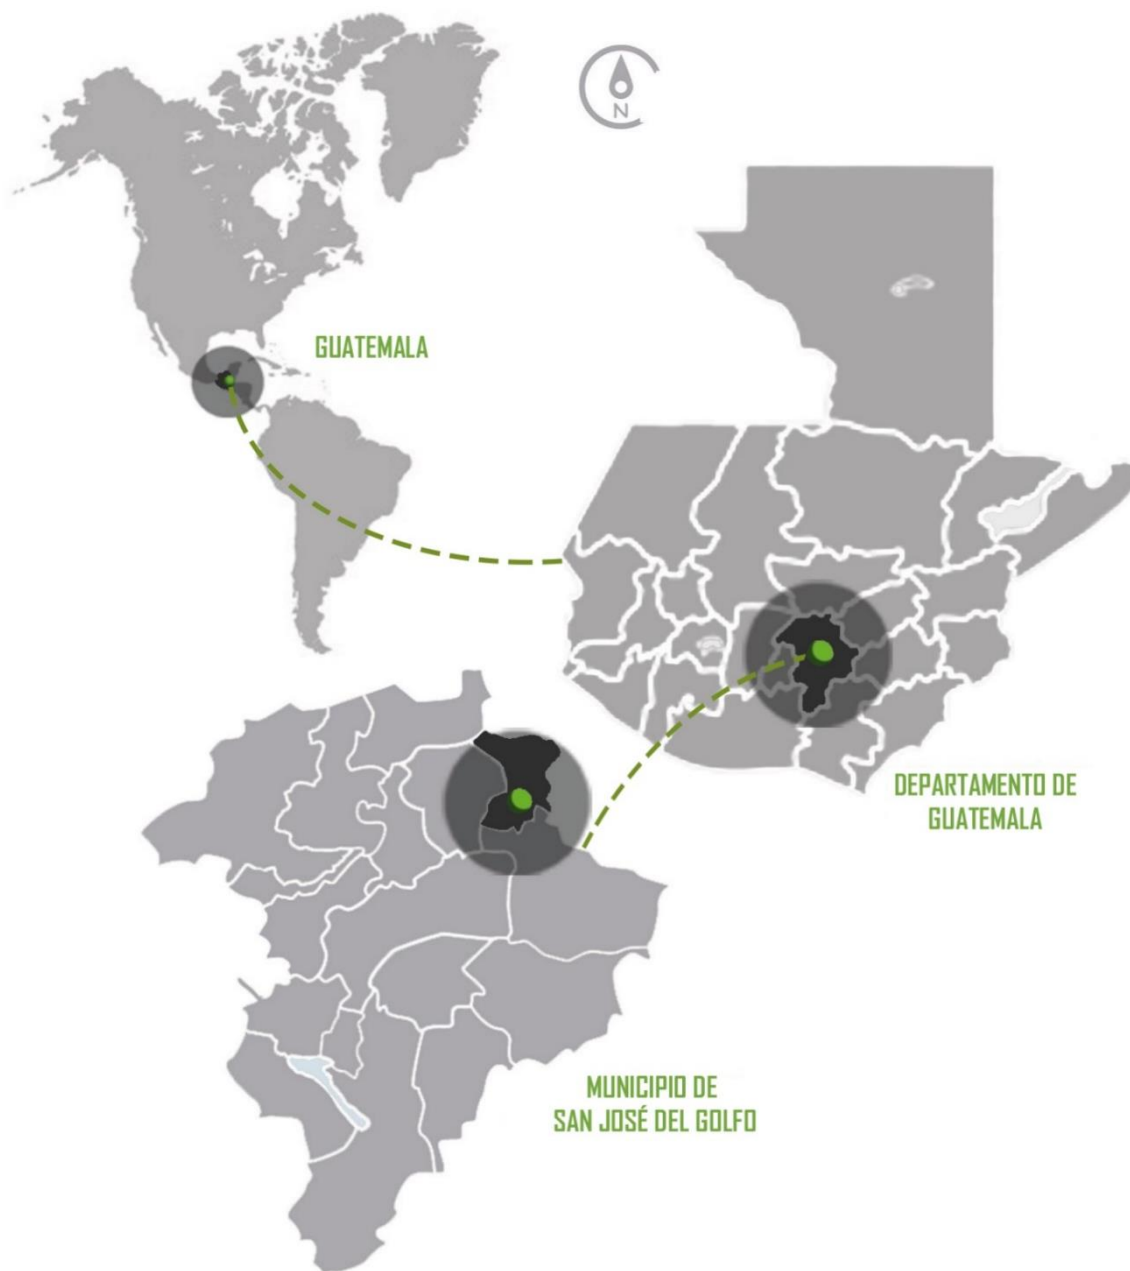 N
GUATEMALA
DEPARTAMENTO DE
GUATEMALA
MUNICIPIO DE
SAN JOSÉ DEL GOLFO